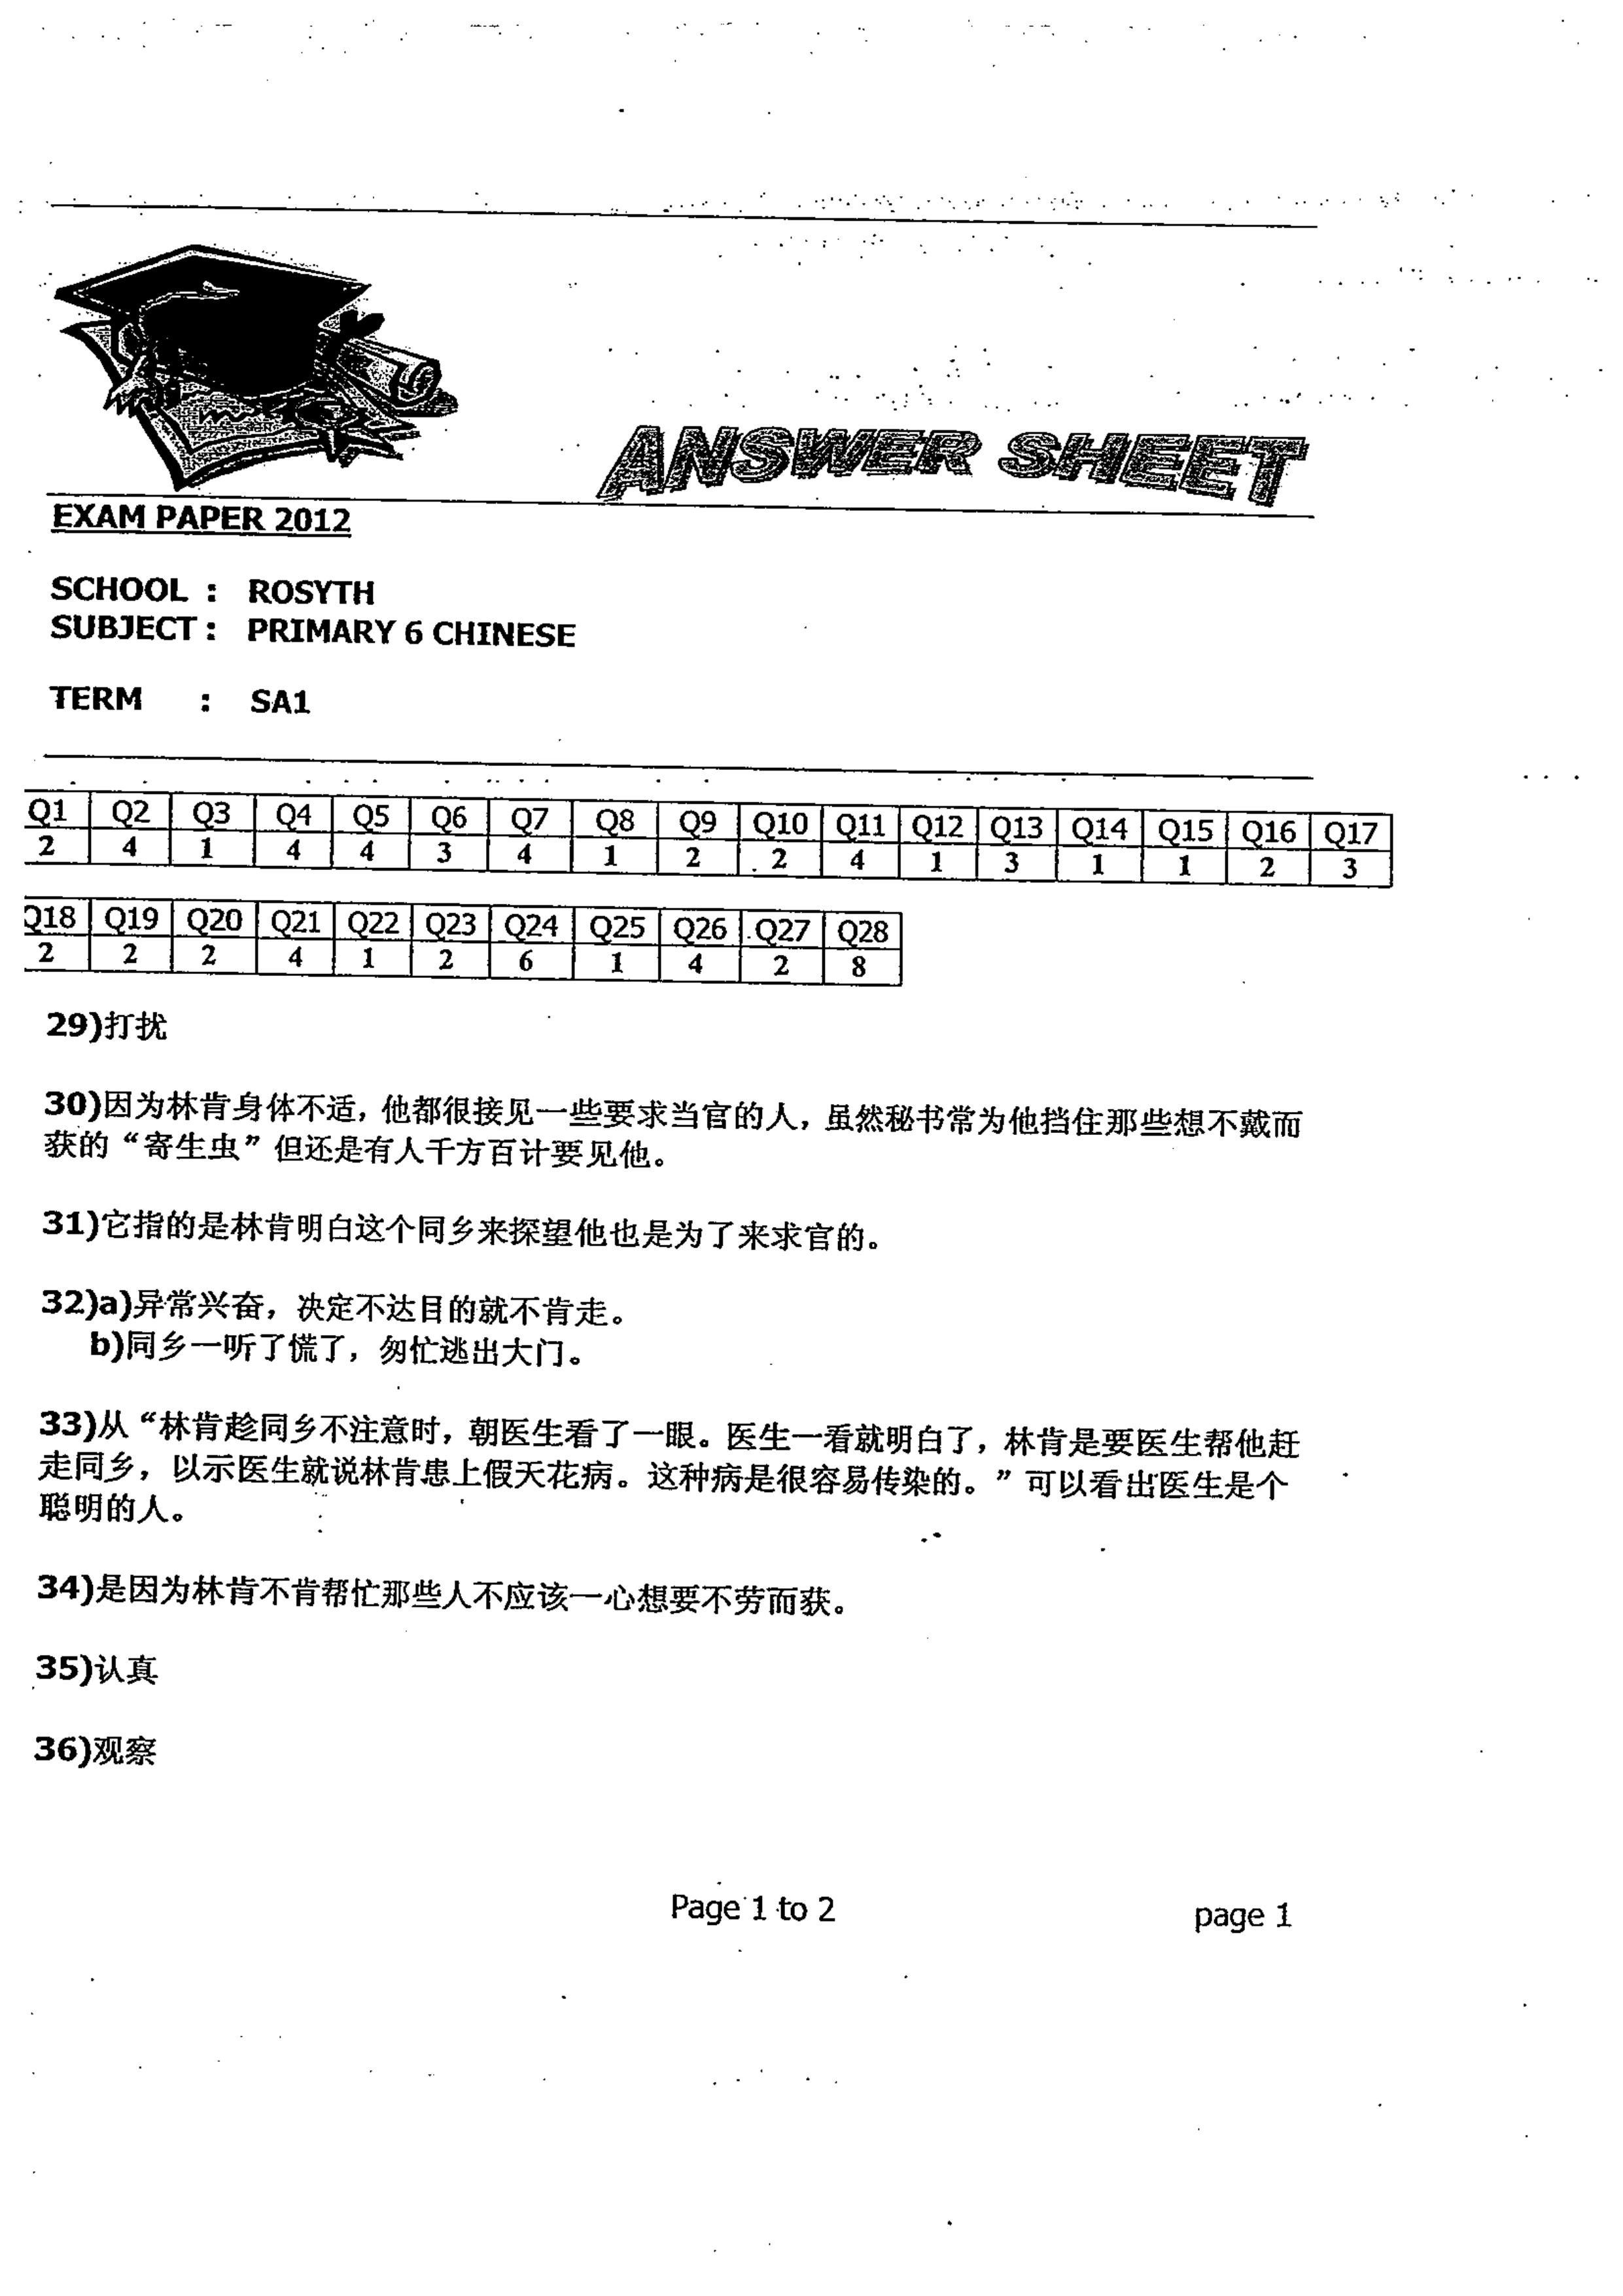 ANSWER SHEET
EXAM PAPER 2012
SCHOOL : ROSYTH
SUBJECT : PRIMARY 6 CHINESE
TERM : SA1
Q1 Q2 Q3 Q4 Q5 Q6 Q7 Q8 Q9 Q10 Q11 Q12 Q13 Q14 Q15 Q16 Q17
2 4 1 4 4 3 4 1 2 2 4 1 3 1 1 2 3
Q18 Q19 Q20 Q21 Q22 Q23 Q24 Q25 Q26 Q27 Q28
2 2 2 4 1 2 6 1 4 2 8
29)打扰
30)因为林肯身体不适，他都很接见一些要求当官的人，虽然秘书常为他挡住那些想不戴而
获的“寄生虫”但还是有人千方百计要见他。
31)它指的是林肯明白这个同乡来探望他也是为了来求官的。
32)a)异常兴奋，决定不达目的就不肯走。
b)同乡一听了慌了，匆忙逃出大门。
33)从“林肯趁同乡不注意时，朝医生看了一眼。医生一看就明白了，林肯是要医生帮他赶
走同乡，以示医生就说林肯患上假天花病。这种病是很容易传染的。”可以看出医生是个
聪明的人。
34)是因为林肯不肯帮忙那些人不应该一心想要不劳而获。
35)认真
36)观察
Page 1 to 2 page 1